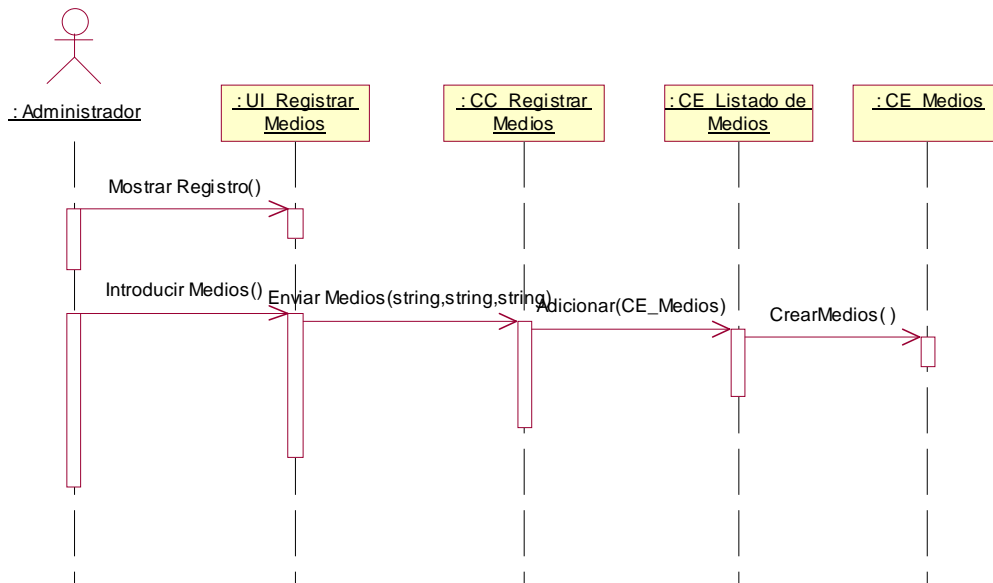 : Administrador
: UI_Registrar
Medios
: CC_Registrar
Medios
: CE_Listado de
Medios
: CE_Medios
Mostrar Registro()
Introducir Medios()
Enviar Medios(string,string,string)
Adicionar(CE_Medios)
CrearMedios( )